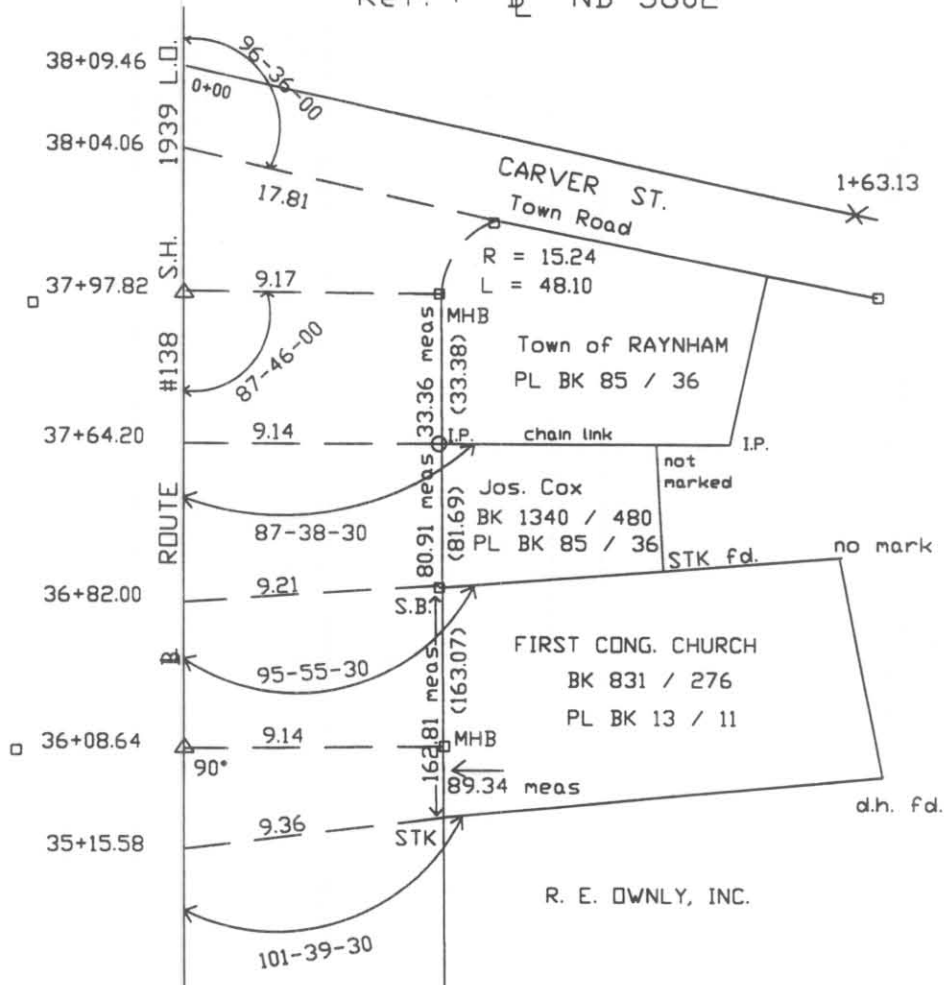 38+09.46
0+00
96-36-00
38+04.06
17.81
CARVER ST.
Town Road
1+63.13
R = 15.24
L = 48.10
37+97.82
9.17
MHB
87-46-00
Town of RAYNHAM
PL BK 85 / 36
33.36 meas
(33.38)
37+64.20
9.14
I.P.
chain link
I.P.
not
marked
Jos. Cox
BK 1340 / 480
PL BK 85 / 36
80.91 meas
(81.69)
87-38-30
STK fd.
no mark
36+82.00
9.21
S.B.
95-55-30
FIRST CONG. CHURCH
BK 831 / 276
PL BK 13 / 11
162.81 meas.
(163.07)
36+08.64
9.14
MHB
90°
89.34 meas
d.h. fd.
35+15.58
9.36
STK
101-39-30
R. E. OWNLY, INC.
ROUTE #138 S.H. 1939 L.O.